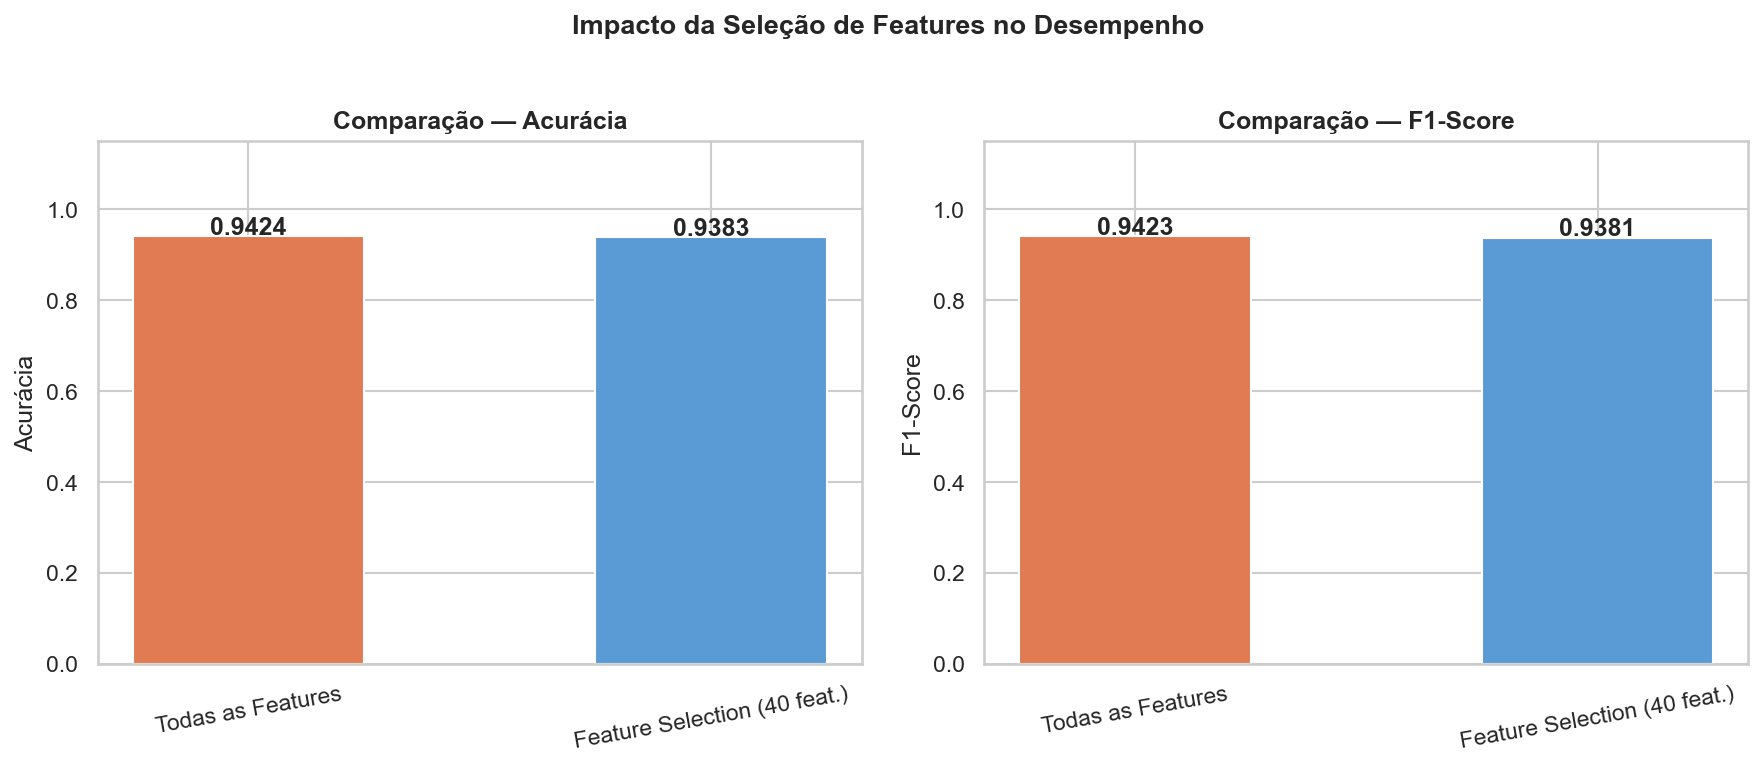 Impacto da Seleção de Features no Desempenho
Comparação — Acurácia
1.0
0.8
0.6
0.4
0.2
0.0
Acurácia
0.9424
0.9383
Todas as Features
Feature Selection (40 feat.)
Comparação — F1-Score
1.0
0.8
0.6
0.4
0.2
0.0
F1-Score
0.9423
0.9381
Todas as Features
Feature Selection (40 feat.)